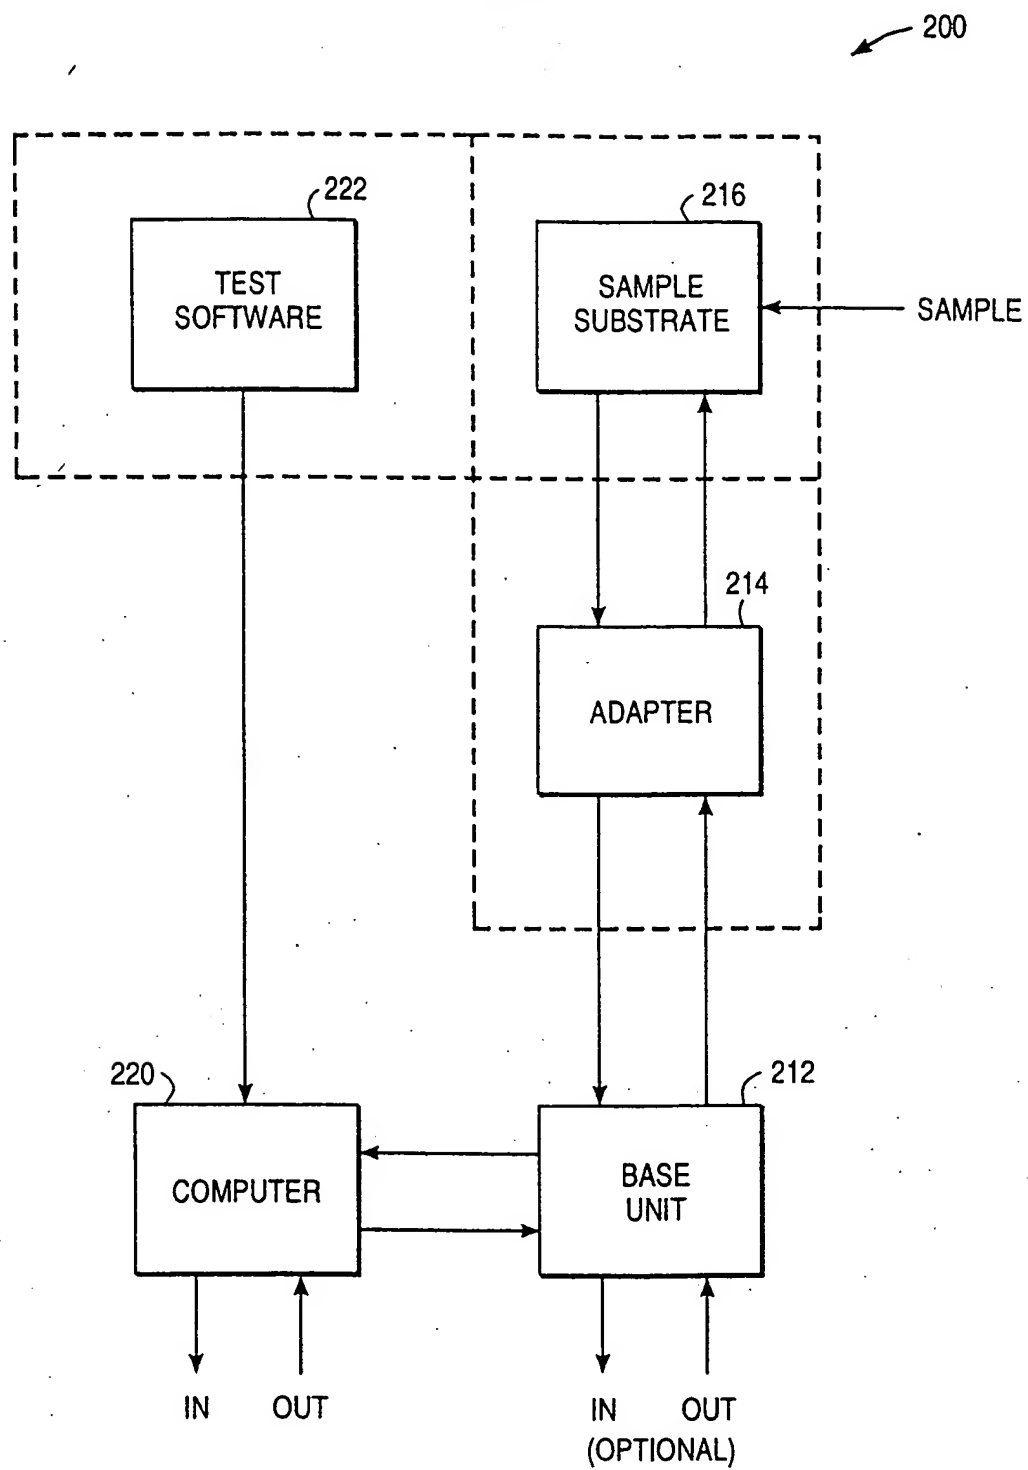 200
222
216
TEST
SOFTWARE
SAMPLE
SUBSTRATE
SAMPLE
214
ADAPTER
220
212
COMPUTER
BASE
UNIT
IN
OUT
IN
OUT
(OPTIONAL)